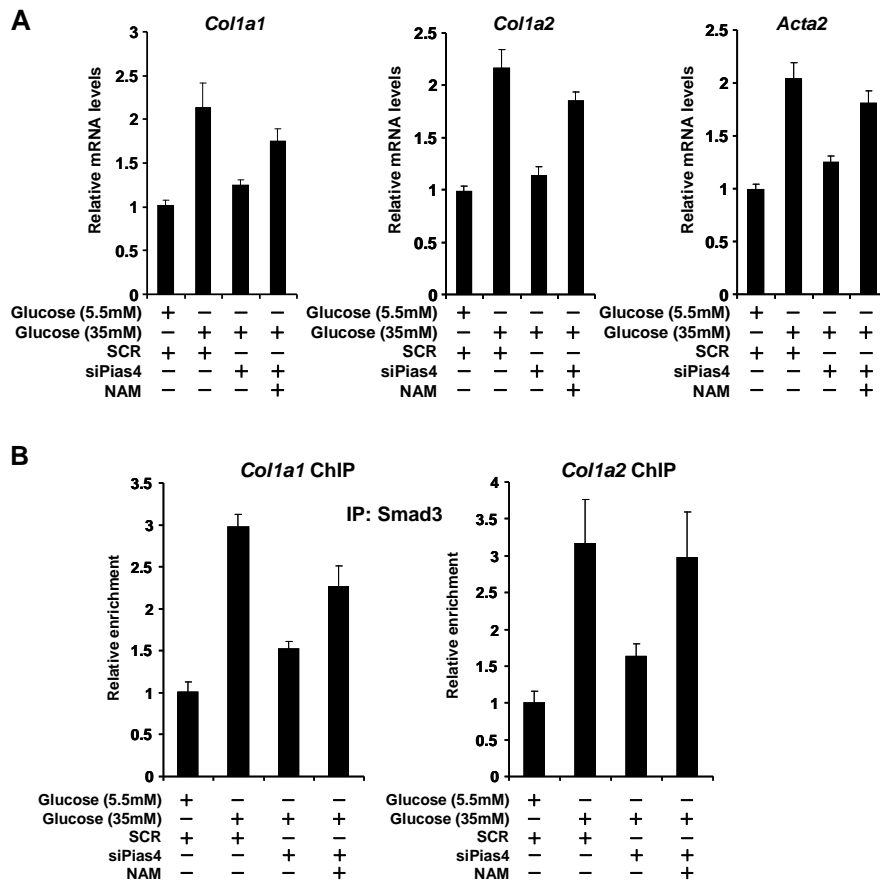 A
Col1a1
Relative mRNA levels
3
2.5
2
1.5
1
0.5
0
Glucose (5.5mM) + − − −
Glucose (35mM) − + + +
SCR + + − −
siPias4 − − + +
NAM − − − +
Col1a2
Relative mRNA levels
2.5
2
1.5
1
0.5
0
Glucose (5.5mM) + − − −
Glucose (35mM) − + + +
SCR + + − −
siPias4 − − + +
NAM − − − +
Acta2
Relative mRNA levels
2.5
2
1.5
1
0.5
0
Glucose (5.5mM) + − − −
Glucose (35mM) − + + +
SCR + + − −
siPias4 − − + +
NAM − − − +
B
Col1a1 ChIP
IP: Smad3
Relative enrichment
3.5
3
2.5
2
1.5
1
0.5
0
Glucose (5.5mM) + − − −
Glucose (35mM) − + + +
SCR + + − −
siPias4 − − + +
NAM − − − +
Col1a2 ChIP
Relative enrichment
4
3.5
3
2.5
2
1.5
1
0.5
0
Glucose (5.5mM) + − − −
Glucose (35mM) − + + +
SCR + + − −
siPias4 − − + +
NAM − − − +